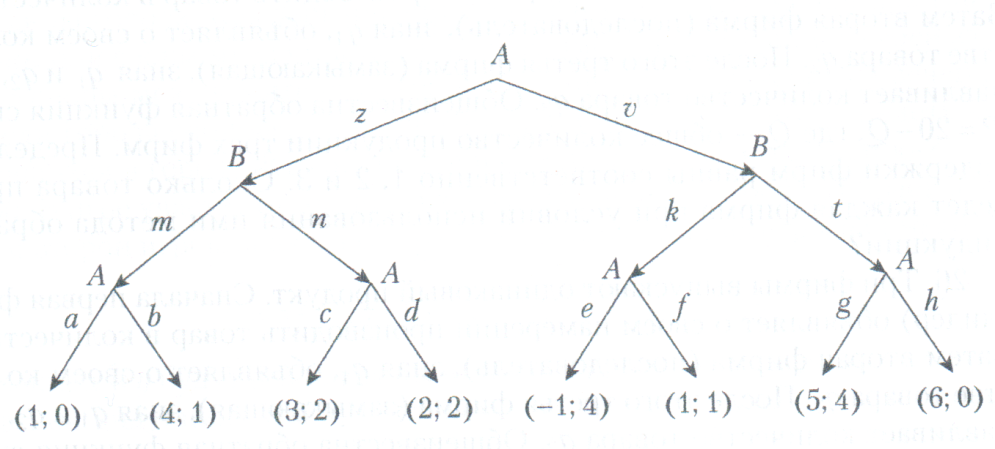 A
z v
B B
m n k t
A A A A
a b c d e f g h
(1; 0) (4; 1) (3; 2) (2; 2) (−1; 4) (1; 1) (5; 4) (6; 0)